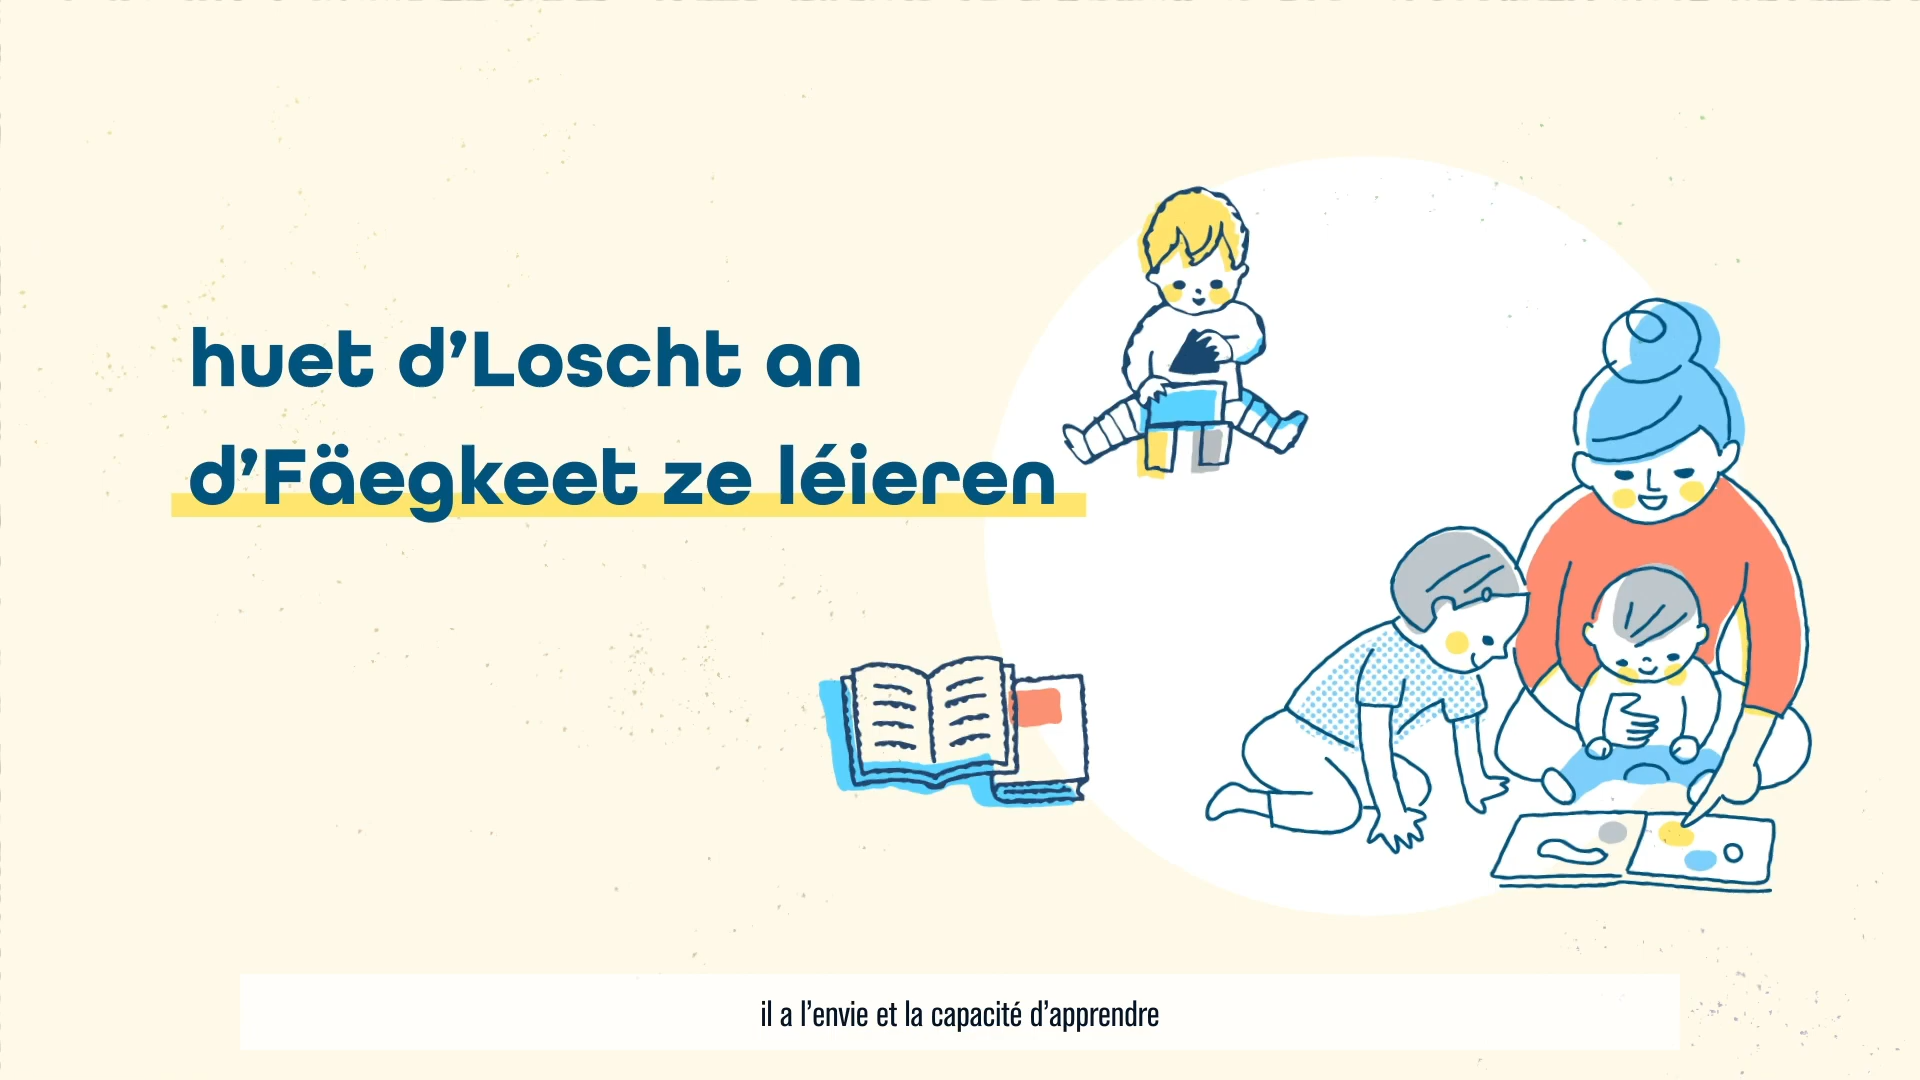 huet d’Loscht an
d’Fäegkeet ze léieren
il a l’envie et la capacité d’apprendre